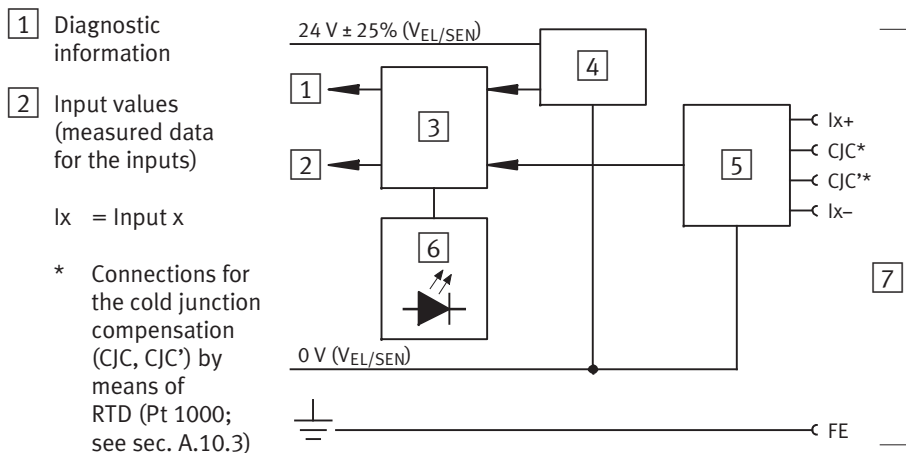 1 Diagnostic
information
2 Input values
(measured data
for the inputs)
Ix = Input x
* Connections for
the cold junction
compensation
(CJC, CJC’) by
means of
RTD (Pt 1000;
see sec. A.10.3)
24 V ± 25% (VEL/SEN)
4
1
3
2
5
Ix+
CJC*
CJC’*
Ix–
6
7
0 V (VEL/SEN)
FE